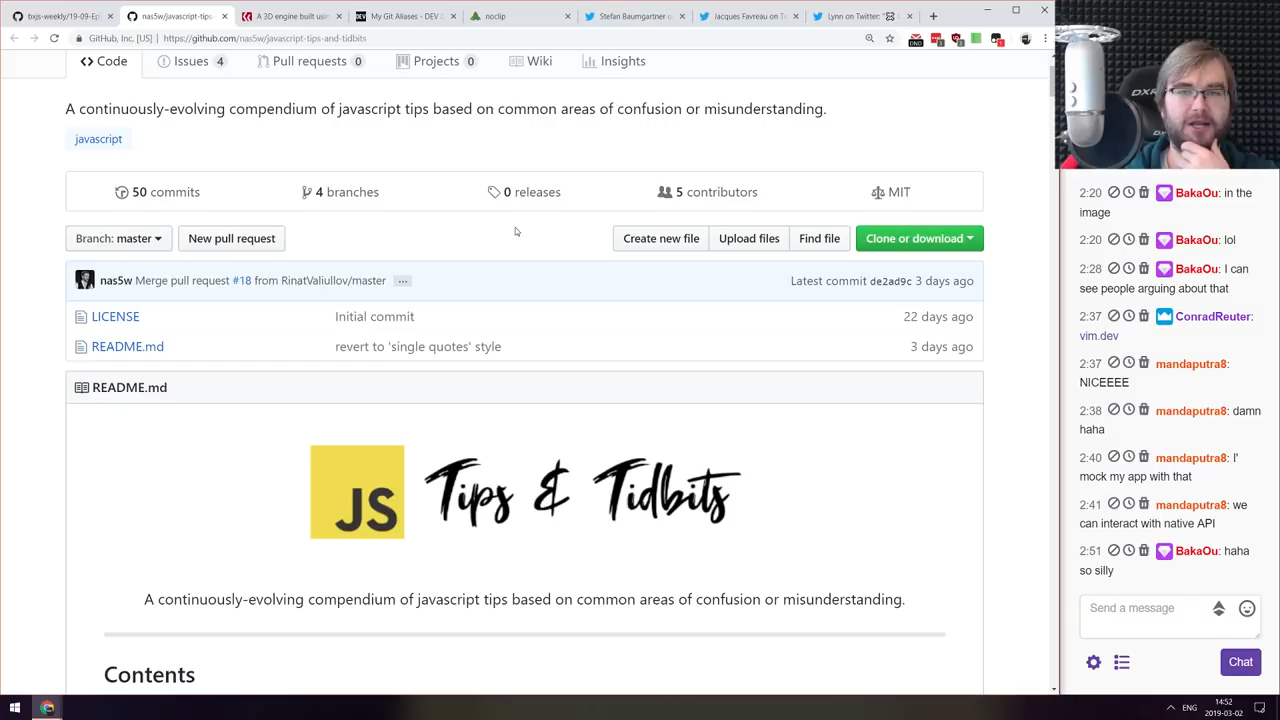 bxjs-weekly/19-09-Ep
nas5w/javascript-tips
A 3D engine built usin
My Git Aliases - DEV C
noclip
Stefan Baumgartner o
Jacques Favreau on Tw
Lynn on Twitter: "
GitHub, Inc. [US] | https://github.com/nas5w/javascript-tips-and-tidbits
DND
1
1
1
Code
Issues 4
Pull requests 0
Projects 0
Wiki
Insights
A continuously-evolving compendium of javascript tips based on common areas of confusion or misunderstanding.
javascript
50 commits
4 branches
0 releases
5 contributors
MIT
Branch: master
New pull request
Create new file
Upload files
Find file
Clone or download
nas5w Merge pull request #18 from RinatValiullov/master ...
Latest commit de2ad9c 3 days ago
LICENSE
Initial commit
22 days ago
README.md
revert to 'single quotes' style
3 days ago
README.md
JS Tips & Tidbits
A continuously-evolving compendium of javascript tips based on common areas of confusion or misunderstanding.
Contents
DXR
2:20 BakaOu: in the
image
2:20 BakaOu: lol
2:28 BakaOu: I can
see people arguing about that
2:37 ConradReuter:
vim.dev
2:37 mandaputra8:
NICEEEE
2:38 mandaputra8: damn
haha
2:40 mandaputra8: I'
mock my app with that
2:41 mandaputra8: we
can interact with native API
2:51 BakaOu: haha
so silly
Send a message
Chat
ENG
14:52
2019-03-02